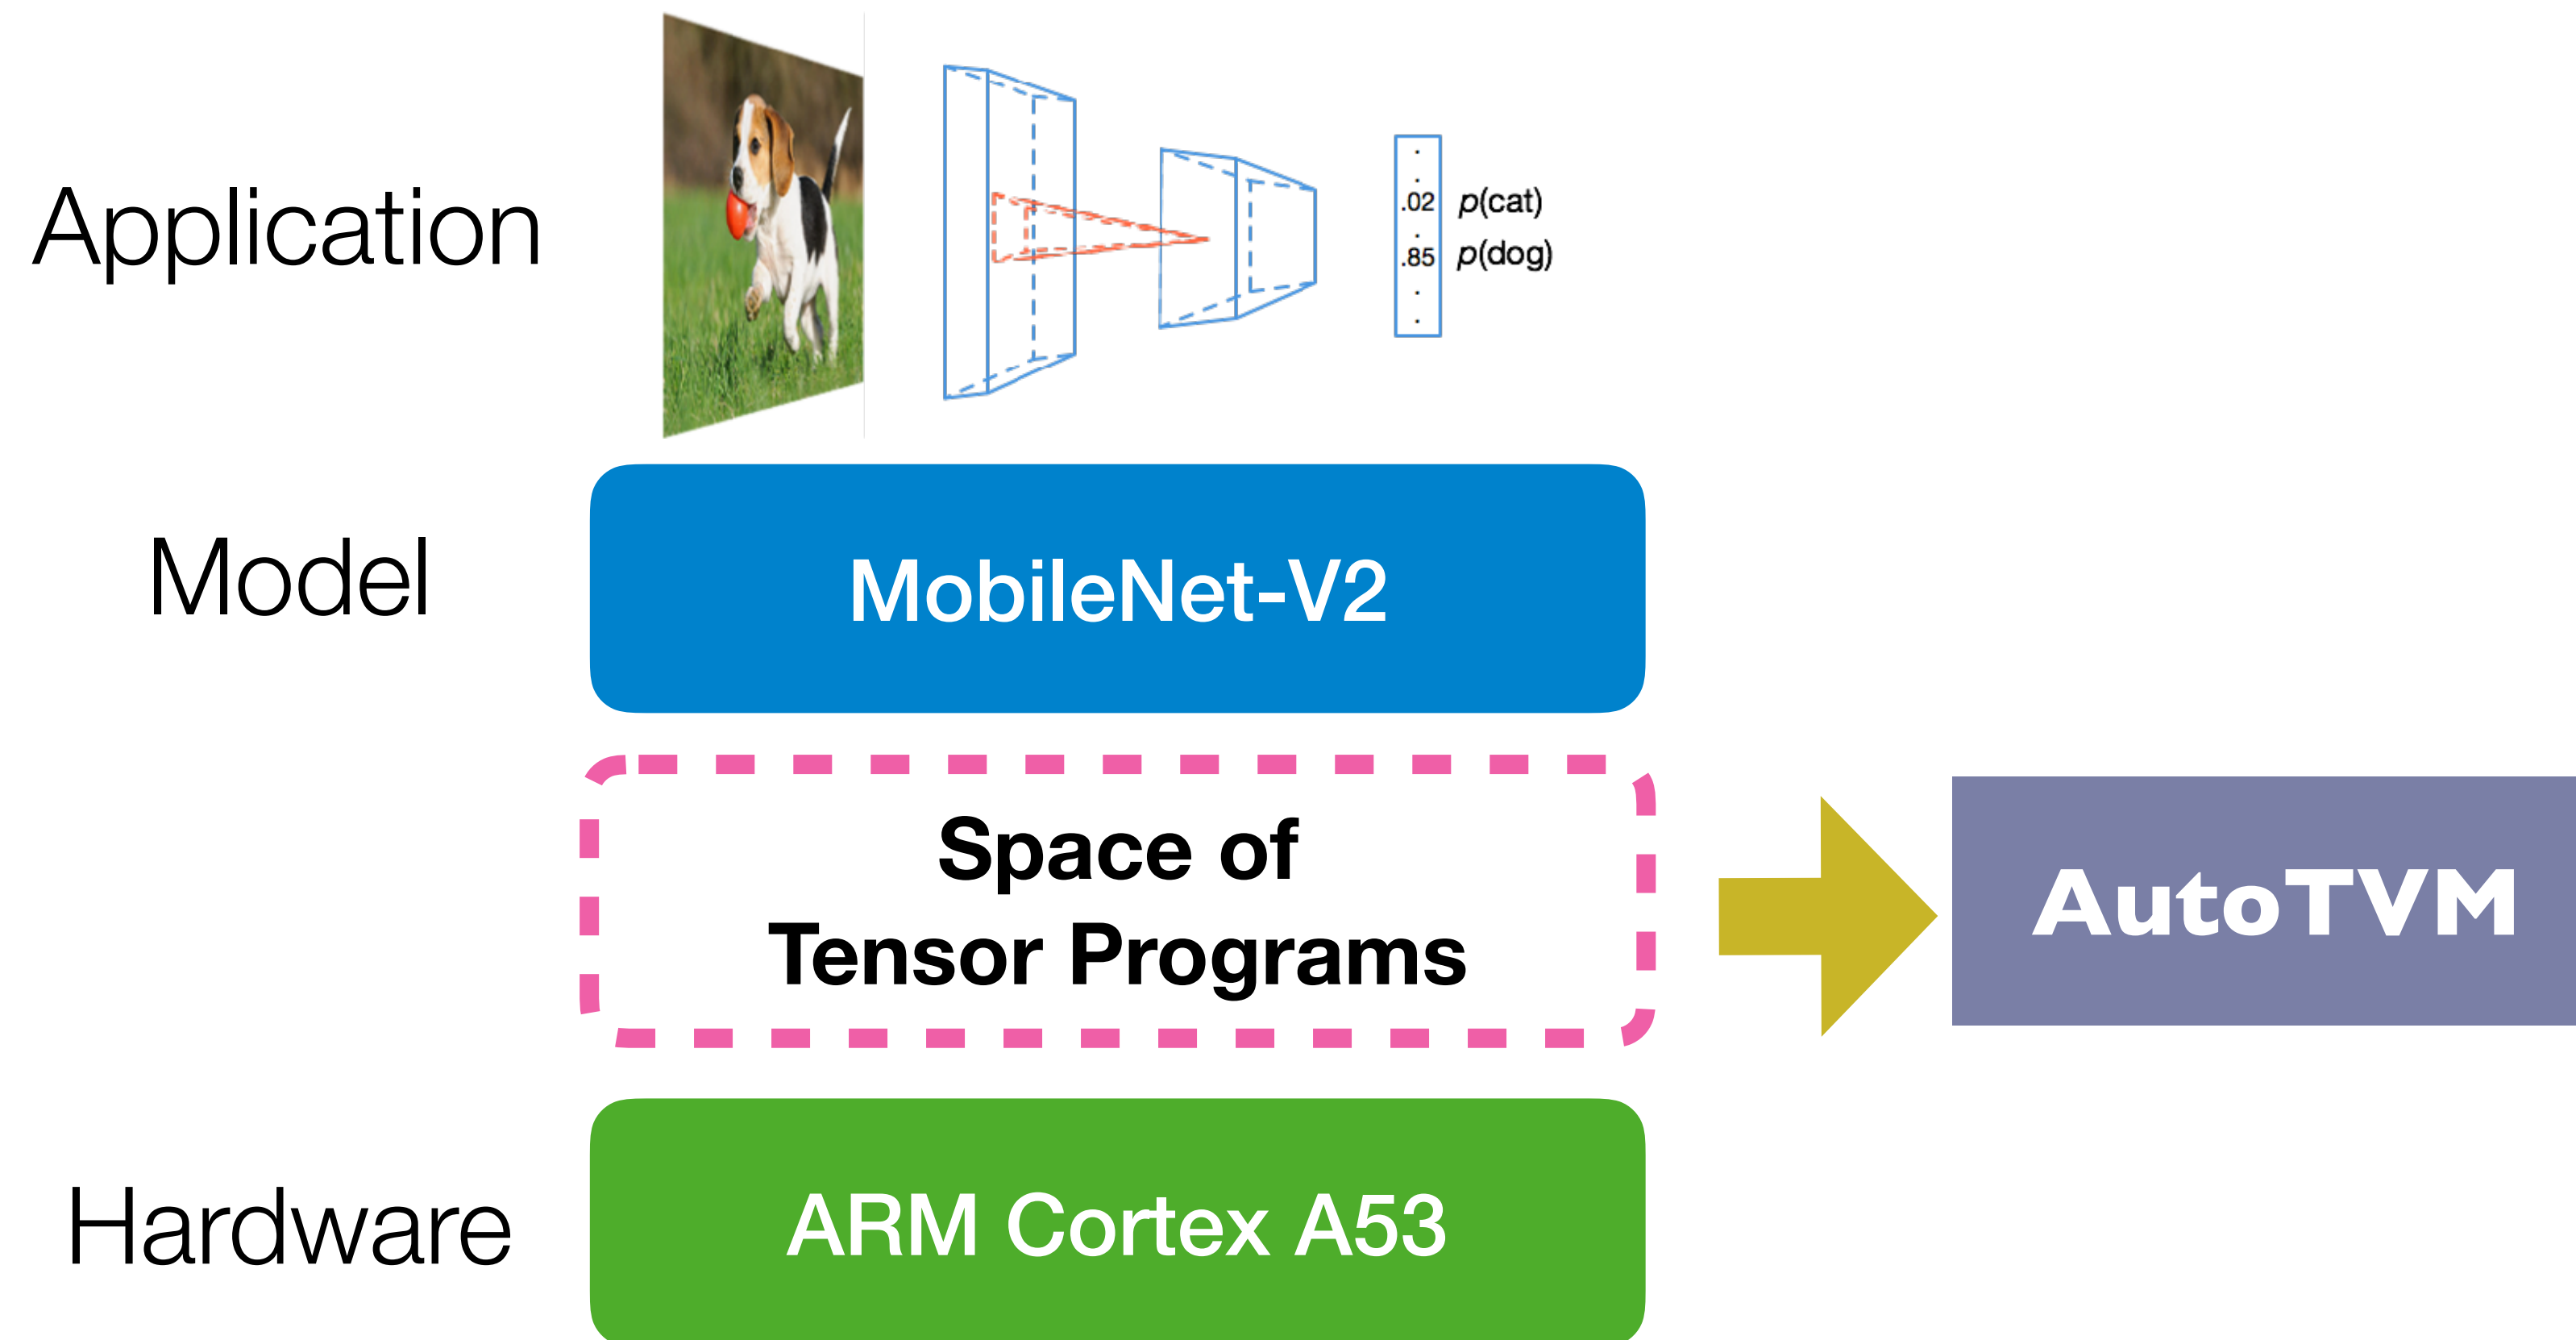 Application
.
.
.02 p(cat)
.
.85 p(dog)
.
.
Model
MobileNet-V2
Space of
Tensor Programs
AutoTVM
Hardware
ARM Cortex A53